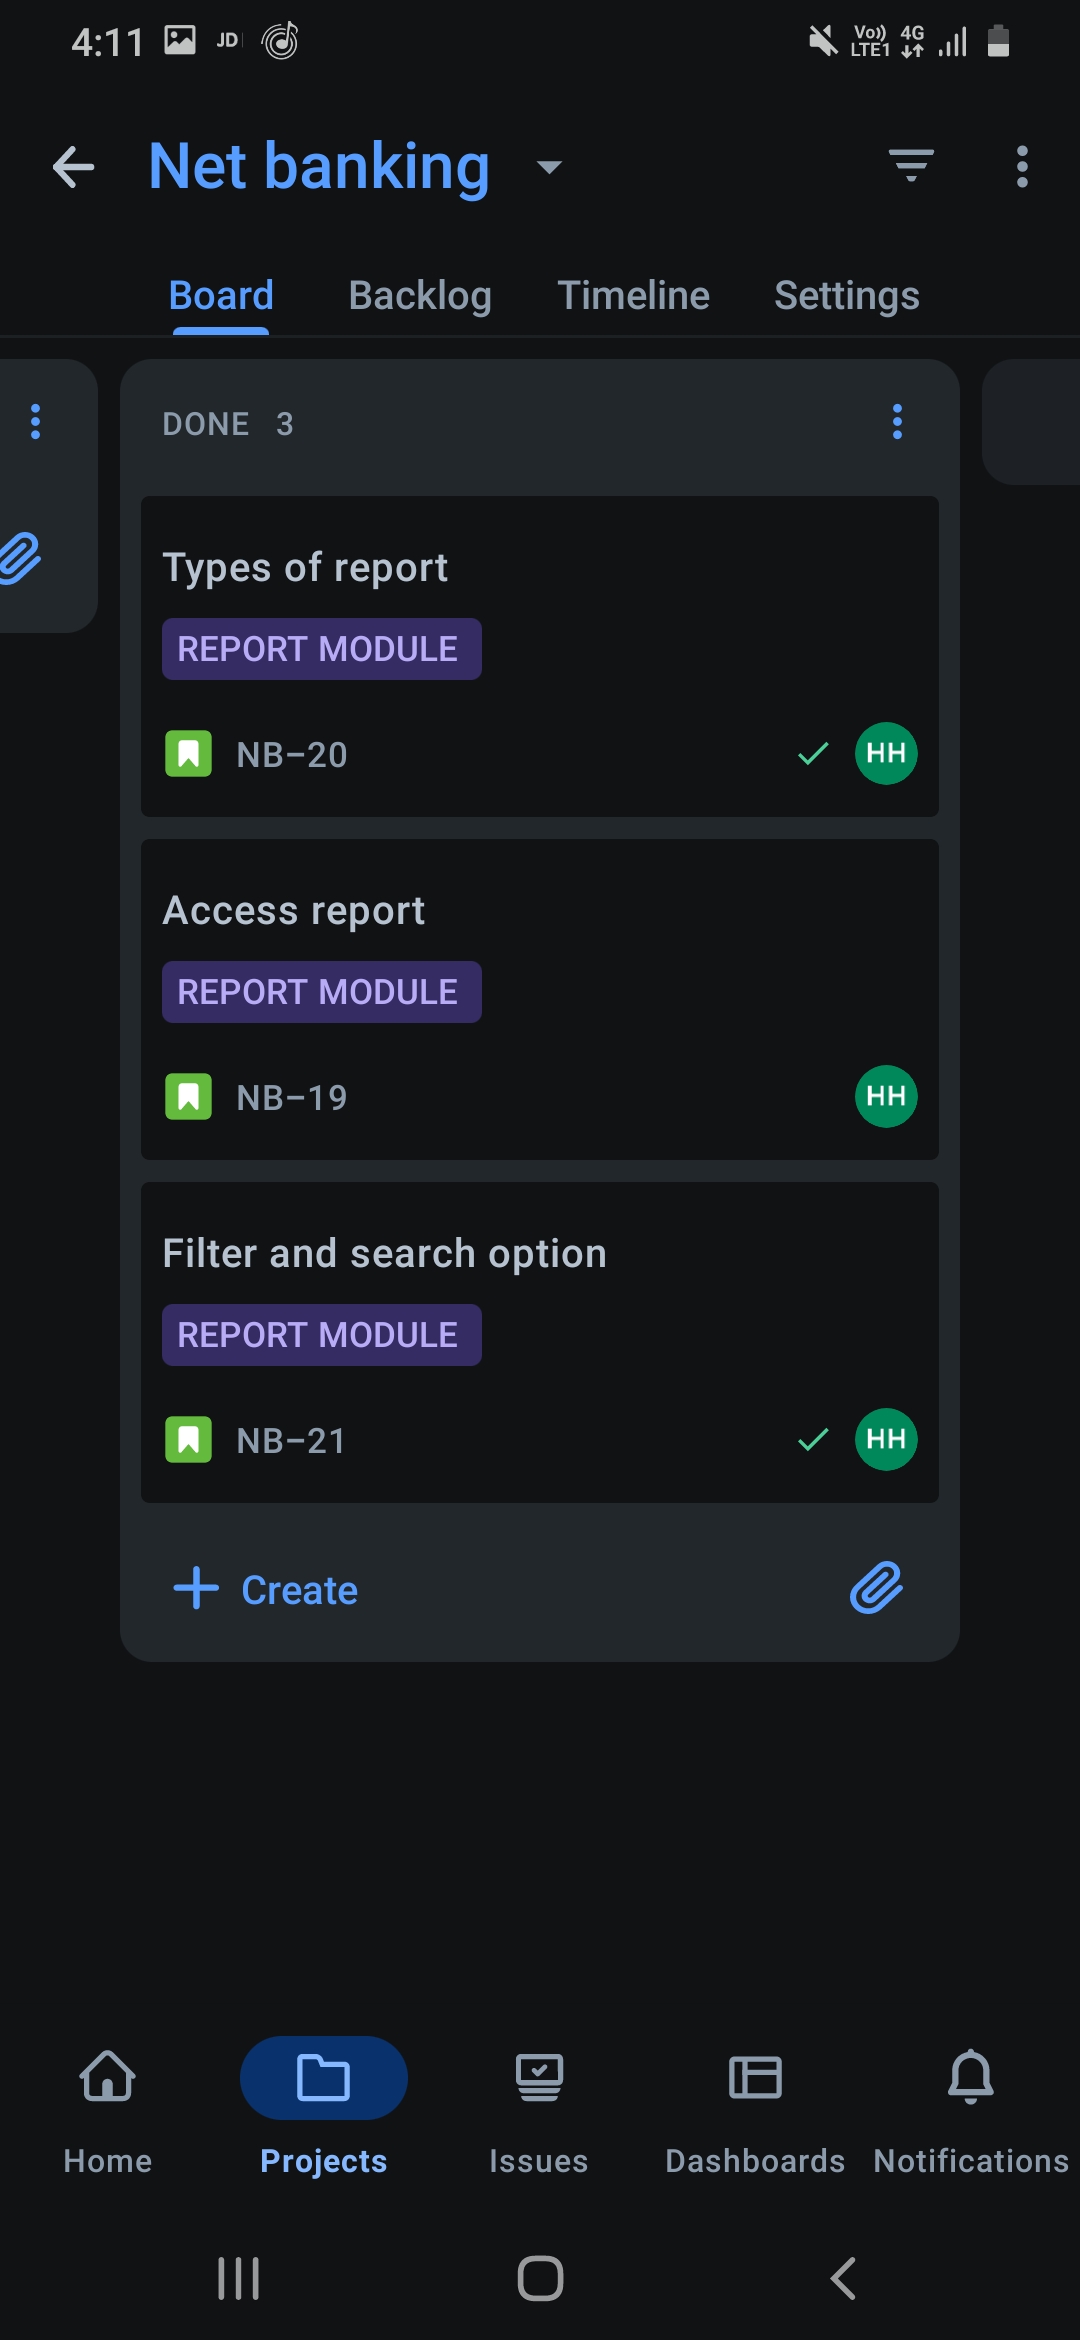 4:11 JD
Vo)) LTE1 4G
Net banking
Board Backlog Timeline Settings
DONE 3
Types of report
REPORT MODULE
NB-20 HH
Access report
REPORT MODULE
NB-19 HH
Filter and search option
REPORT MODULE
NB-21 HH
Create
Home Projects Issues Dashboards Notifications